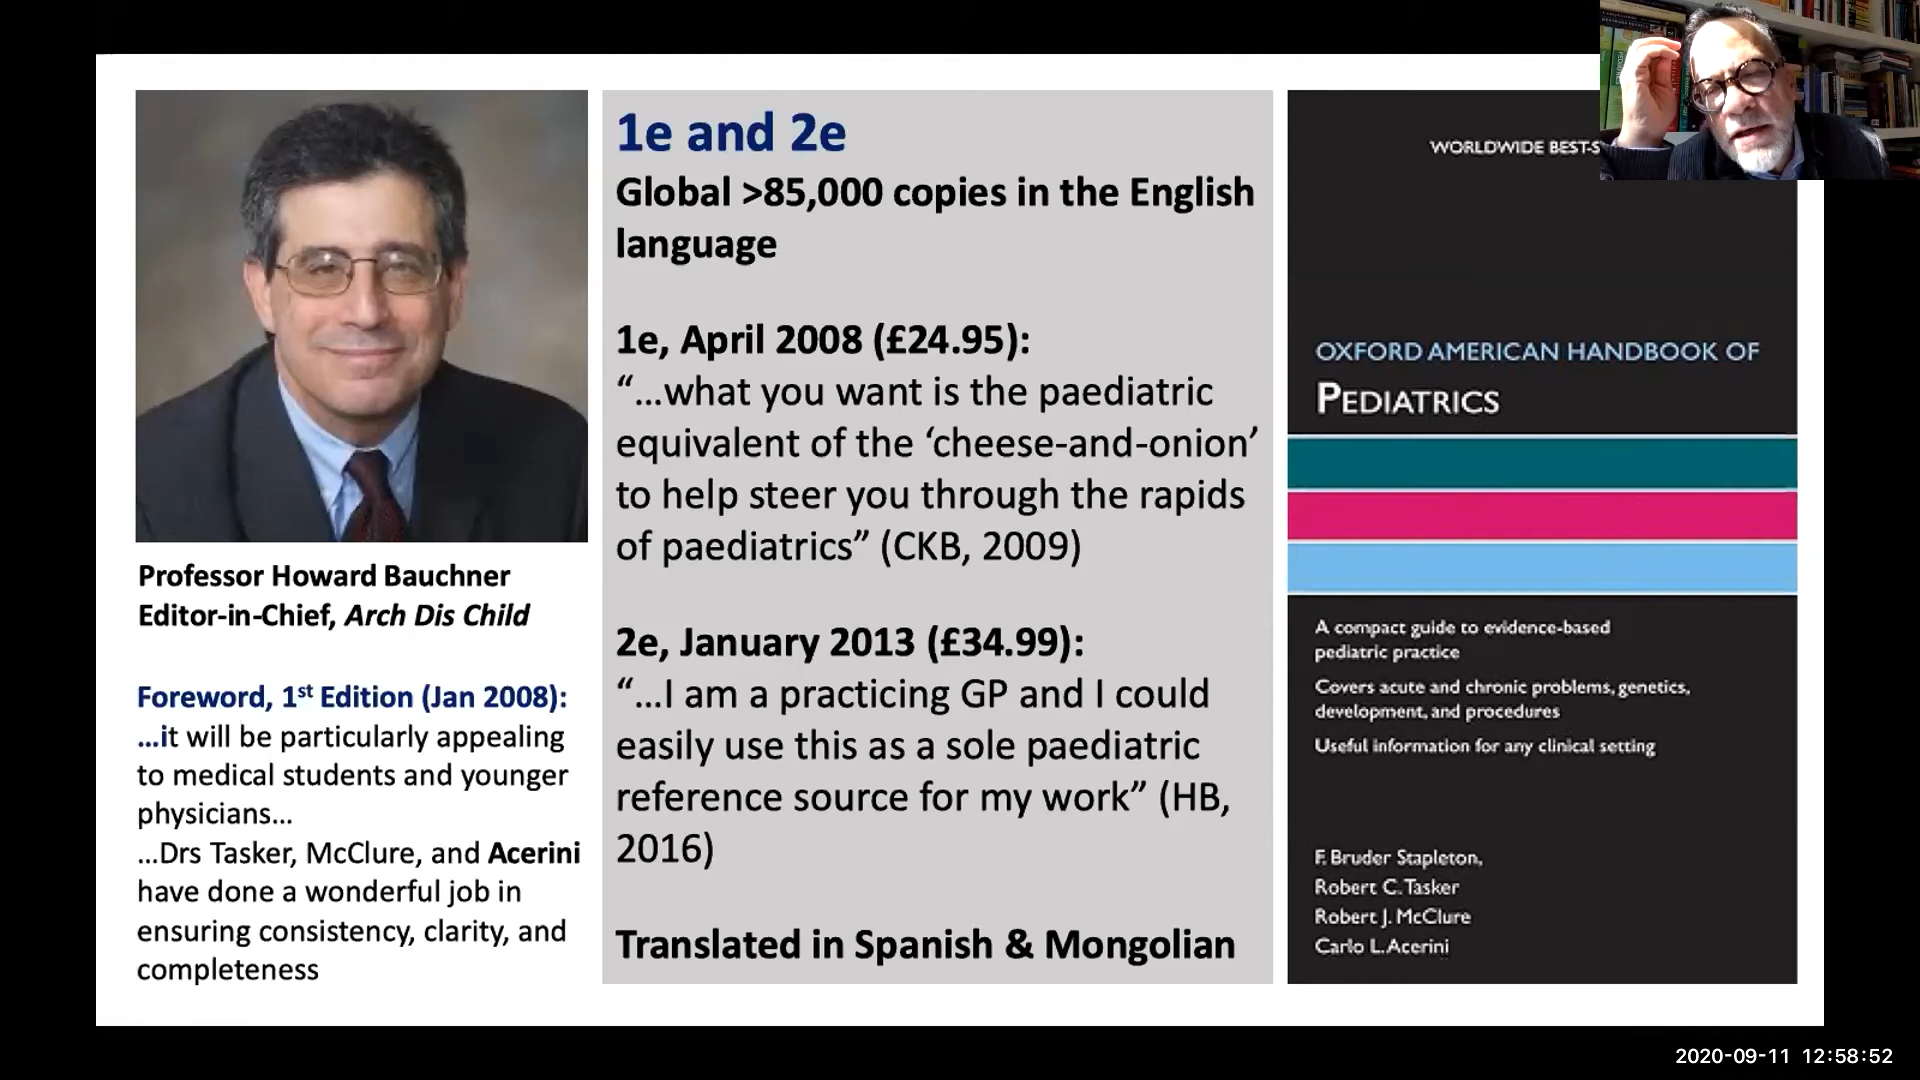 Professor Howard Bauchner
Editor-in-Chief, Arch Dis Child
Foreword, 1st Edition (Jan 2008):
...it will be particularly appealing
to medical students and younger
physicians...
...Drs Tasker, McClure, and Acerini
have done a wonderful job in
ensuring consistency, clarity, and
completeness
1e and 2e
Global >85,000 copies in the English
language
1e, April 2008 (£24.95):
“...what you want is the paediatric
equivalent of the ‘cheese-and-onion’
to help steer you through the rapids
of paediatrics” (CKB, 2009)
2e, January 2013 (£34.99):
“...I am a practicing GP and I could
easily use this as a sole paediatric
reference source for my work” (HB,
2016)
Translated in Spanish & Mongolian
WORLDWIDE BEST-S
OXFORD AMERICAN HANDBOOK OF
PEDIATRICS
A compact guide to evidence-based
pediatric practice
Covers acute and chronic problems, genetics,
development, and procedures
Useful information for any clinical setting
F. Bruder Stapleton,
Robert C. Tasker
Robert J. McClure
Carlo L. Acerini
2020-09-11 12:58:52